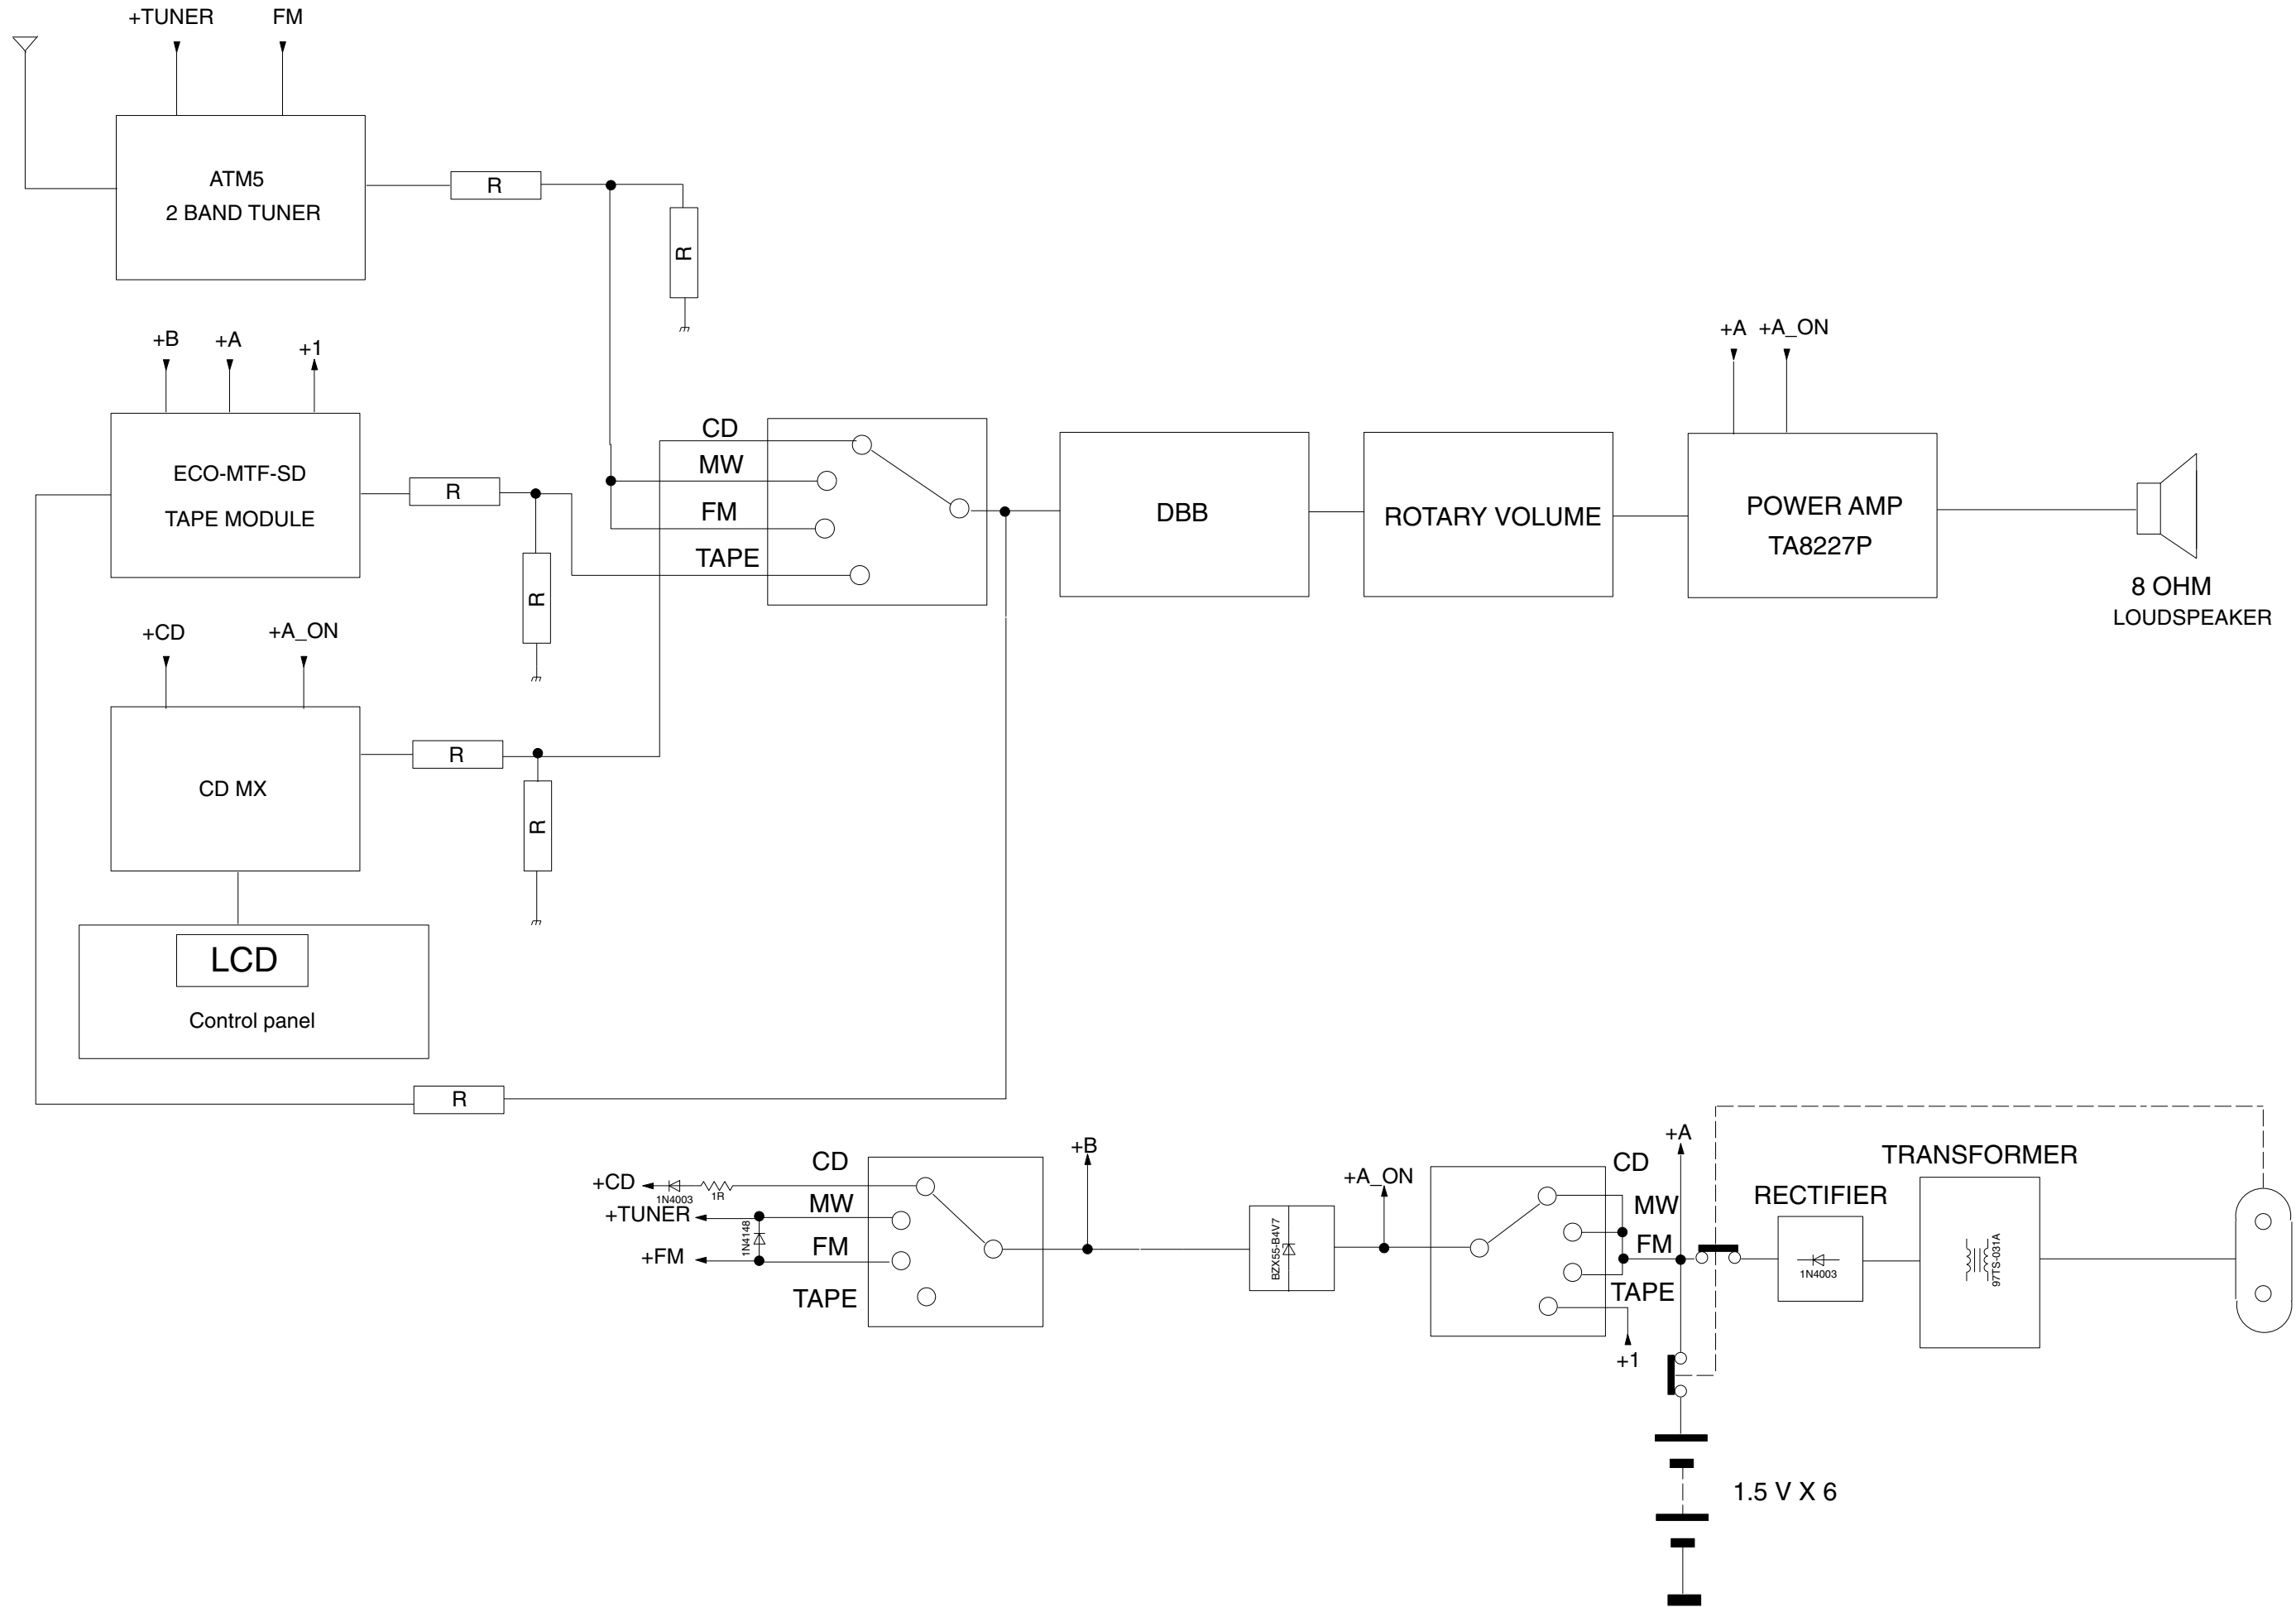 +TUNER
FM
ATM5
2 BAND TUNER
R
R
+B
+A
+1
ECO-MTF-SD
TAPE MODULE
R
R
+CD
+A_ON
CD MX
R
R
LCD
Control panel
R
CD
MW
FM
TAPE
DBB
ROTARY VOLUME
+A
+A_ON
POWER AMP
TA8227P
8 OHM
LOUDSPEAKER
+CD
1N4003
1R
+TUNER
1N4148
+FM
CD
MW
FM
TAPE
+B
BZX55-B4V7
+A_ON
CD
MW
FM
TAPE
+1
+A
RECTIFIER
1N4003
TRANSFORMER
97TS-031A
1.5 V X 6